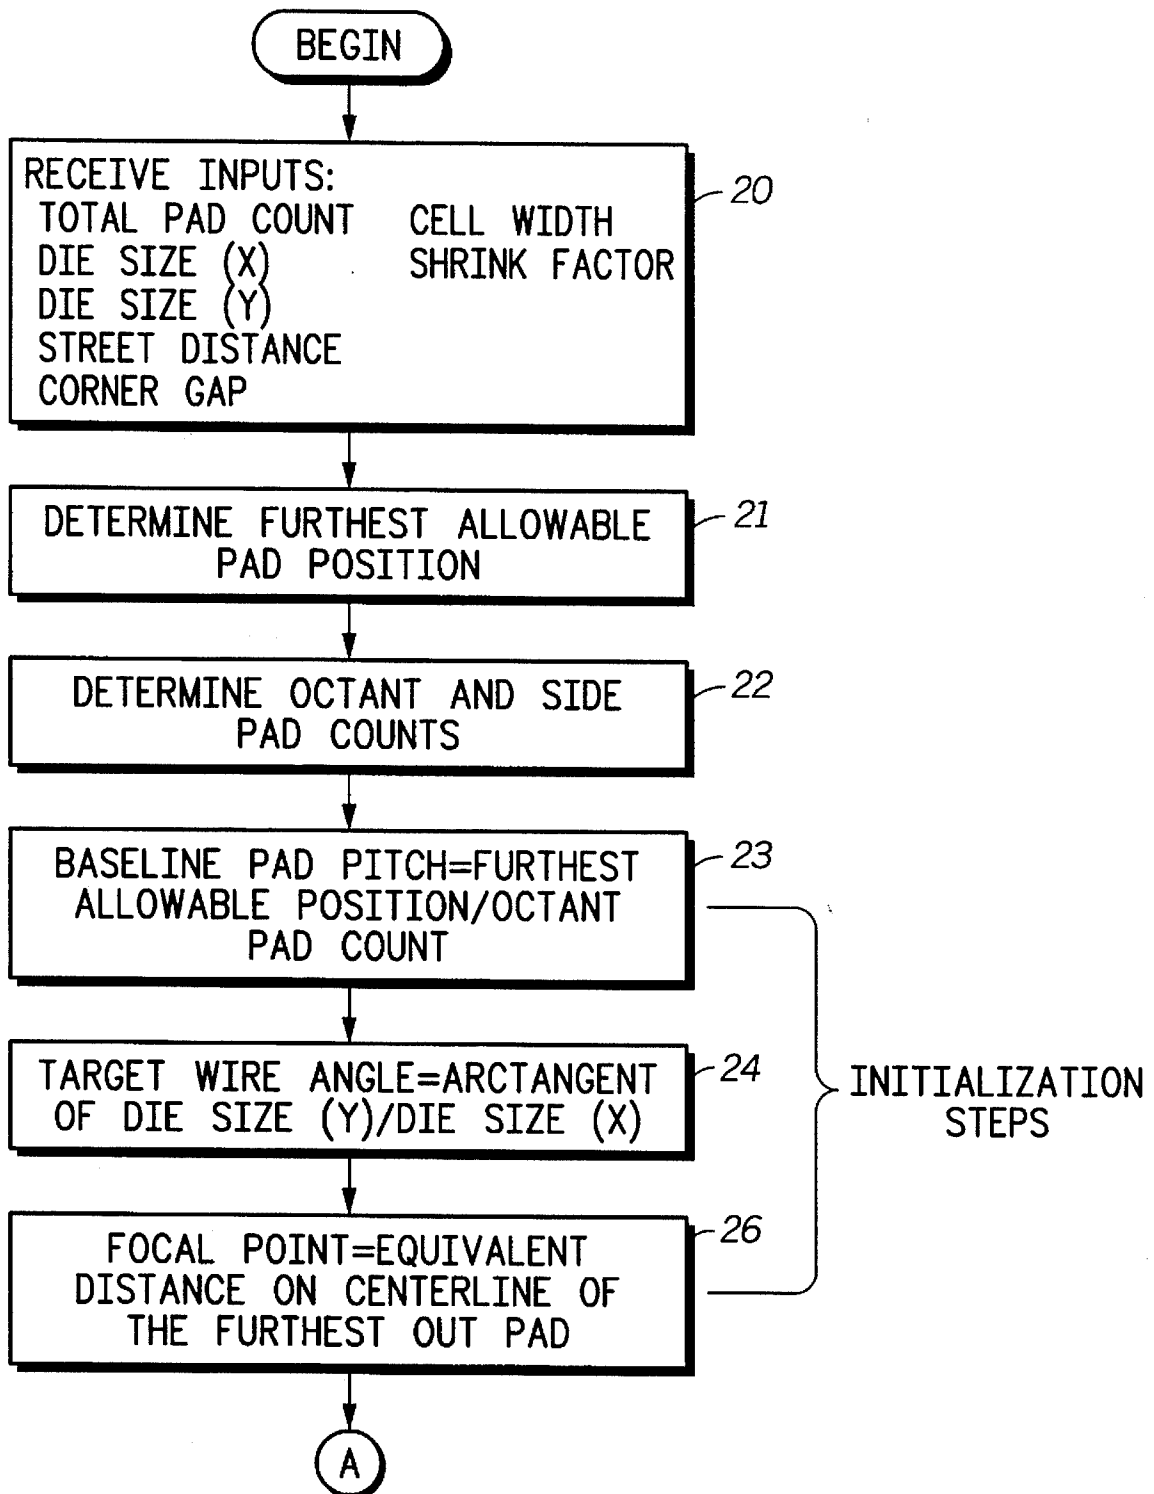 BEGIN
RECEIVE INPUTS:
TOTAL PAD COUNT CELL WIDTH
DIE SIZE (X) SHRINK FACTOR
DIE SIZE (Y)
STREET DISTANCE
CORNER GAP
20
DETERMINE FURTHEST ALLOWABLE
PAD POSITION
21
DETERMINE OCTANT AND SIDE
PAD COUNTS
22
BASELINE PAD PITCH=FURTHEST
ALLOWABLE POSITION/OCTANT
PAD COUNT
23
TARGET WIRE ANGLE=ARCTANGENT
OF DIE SIZE (Y)/DIE SIZE (X)
24
INITIALIZATION
STEPS
FOCAL POINT=EQUIVALENT
DISTANCE ON CENTERLINE OF
THE FURTHEST OUT PAD
26
A